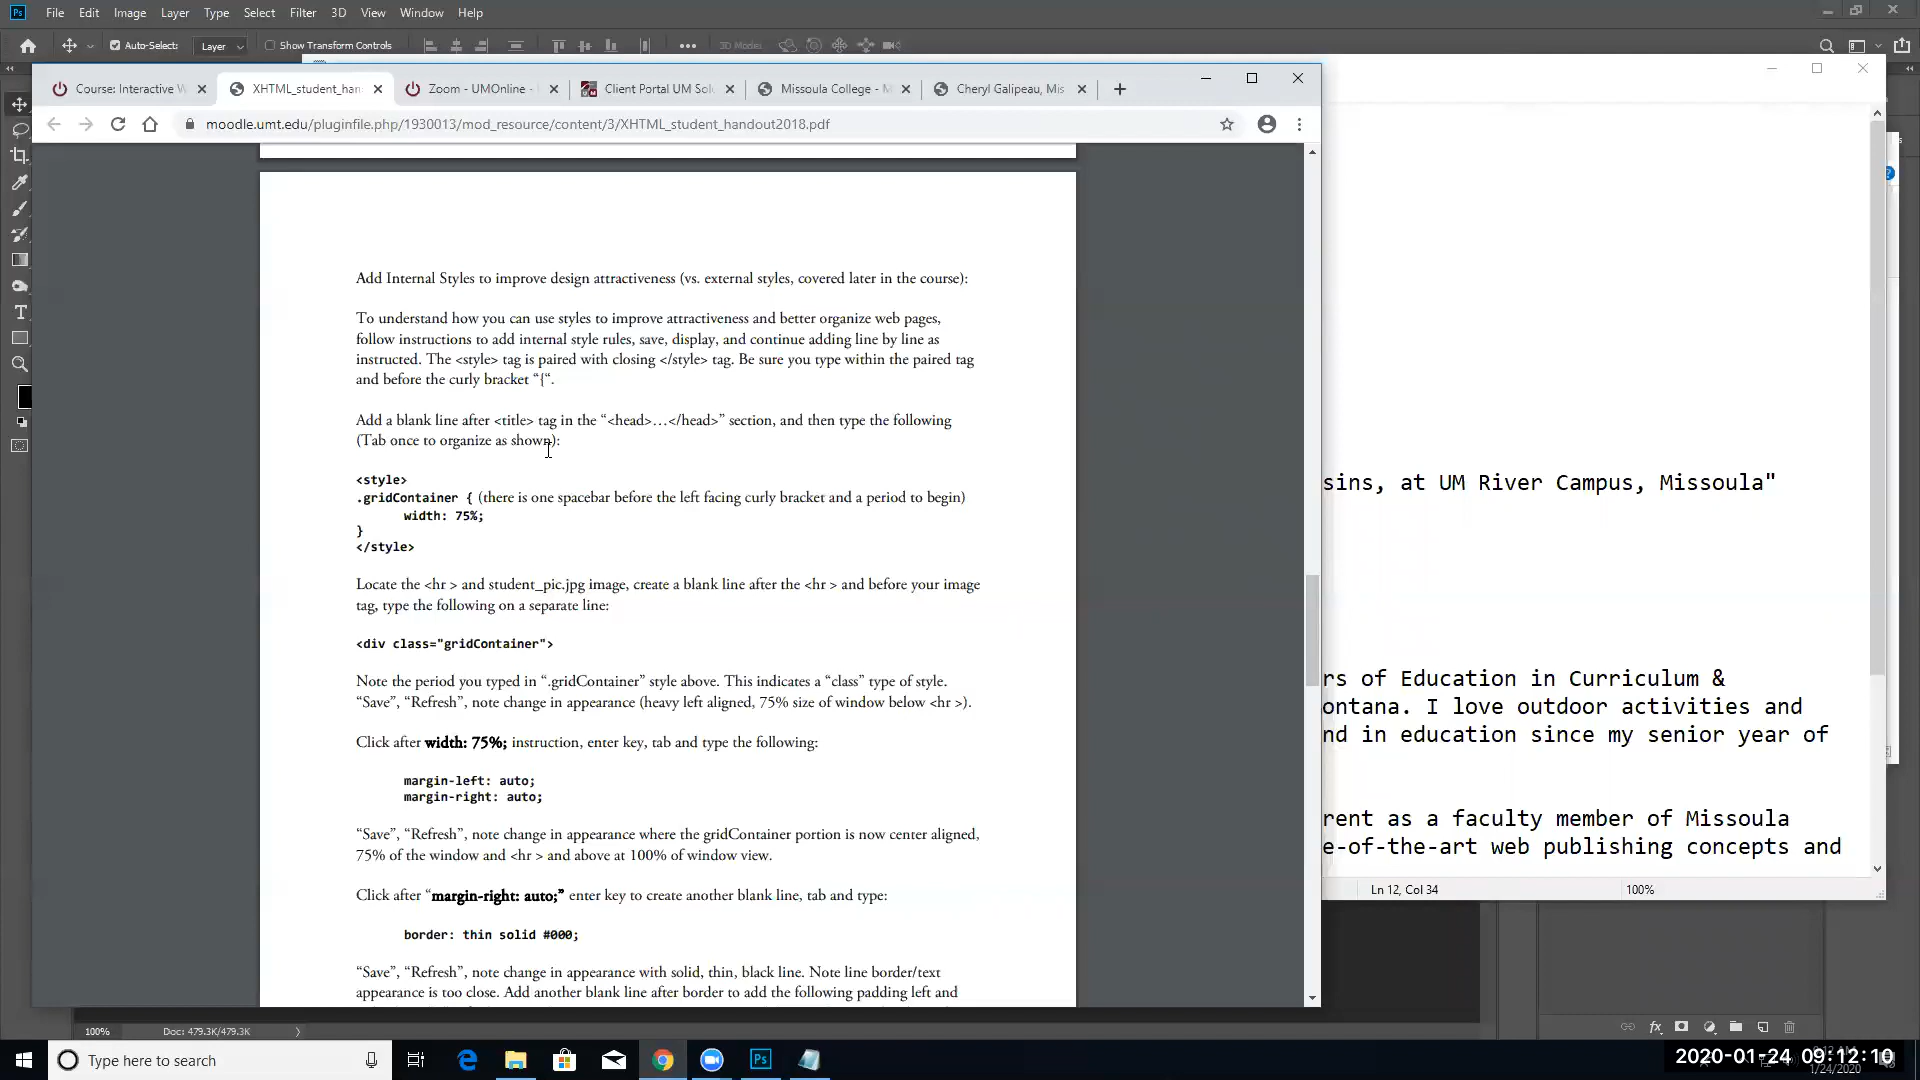 Ps File Edit Image Layer Type Select Filter 3D View Window Help
Auto-Select: Layer Show Transform Controls 3D Mode:
Course: Interactive W XHTML_student_han Zoom - UMOnline - Client Portal UM Sol Missoula College - M Cheryl Galipeau, Mis
moodle.umt.edu/pluginfile.php/1930013/mod_resource/content/3/XHTML_student_handout2018.pdf
Add Internal Styles to improve design attractiveness (vs. external styles, covered later in the course):
To understand how you can use styles to improve attractiveness and better organize web pages,
follow instructions to add internal style rules, save, display, and continue adding line by line as
instructed. The <style> tag is paired with closing </style> tag. Be sure you type within the paired tag
and before the curly bracket “{“.
Add a blank line after <title> tag in the “<head>…</head>” section, and then type the following
(Tab once to organize as shown):
<style>
.gridContainer { (there is one spacebar before the left facing curly bracket and a period to begin)
width: 75%;
}
</style>
Locate the <hr > and student_pic.jpg image, create a blank line after the <hr > and before your image
tag, type the following on a separate line:
<div class="gridContainer">
Note the period you typed in “.gridContainer” style above. This indicates a “class” type of style.
“Save”, “Refresh”, note change in appearance (heavy left aligned, 75% size of window below <hr >).
Click after width: 75%; instruction, enter key, tab and type the following:
margin-left: auto;
margin-right: auto;
“Save”, “Refresh”, note change in appearance where the gridContainer portion is now center aligned,
75% of the window and <hr > and above at 100% of window view.
Click after “margin-right: auto;” enter key to create another blank line, tab and type:
border: thin solid #000;
“Save”, “Refresh”, note change in appearance with solid, thin, black line. Note line border/text
appearance is too close. Add another blank line after border to add the following padding left and
sins, at UM River Campus, Missoula"
rs of Education in Curriculum &
ontana. I love outdoor activities and
nd in education since my senior year of
rent as a faculty member of Missoula
e-of-the-art web publishing concepts and
Ln 12, Col 34 100%
100% Doc: 479.3K/479.3K
Type here to search
2020-01-24 09:12:10
1/24/2020